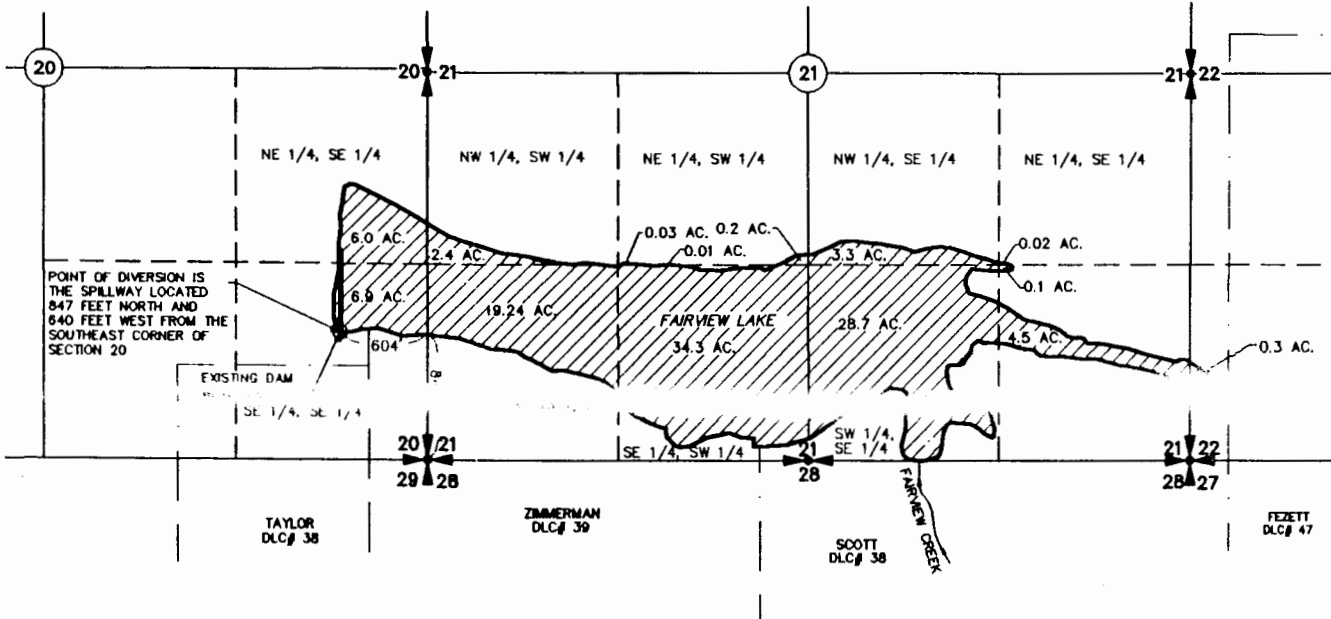 20
20 21
21
21 22
NE 1/4, SE 1/4
NW 1/4, SW 1/4
NE 1/4, SW 1/4
NW 1/4, SE 1/4
NE 1/4, SE 1/4
6.0 AC.
2.4 AC.
0.03 AC.
0.2 AC.
0.01 AC.
3.3 AC.
0.02 AC.
0.1 AC.
POINT OF DIVERSION IS
THE SPILLWAY LOCATED
847 FEET NORTH AND
640 FEET WEST FROM THE
SOUTHEAST CORNER OF
SECTION 20
6.9 AC.
19.24 AC.
FAIRVIEW LAKE
34.3 AC.
28.7 AC.
4.5 AC.
0.3 AC.
604
EXISTING DAM
SE 1/4, SE 1/4
SE 1/4, SW 1/4
SW 1/4,
SE 1/4
20 21
29 28
21
28
21 22
28 27
TAYLOR
DLC# 38
ZIMMERMAN
DLC# 39
SCOTT
DLC# 38
FAIRVIEW CREEK
FEZETT
DLC# 47